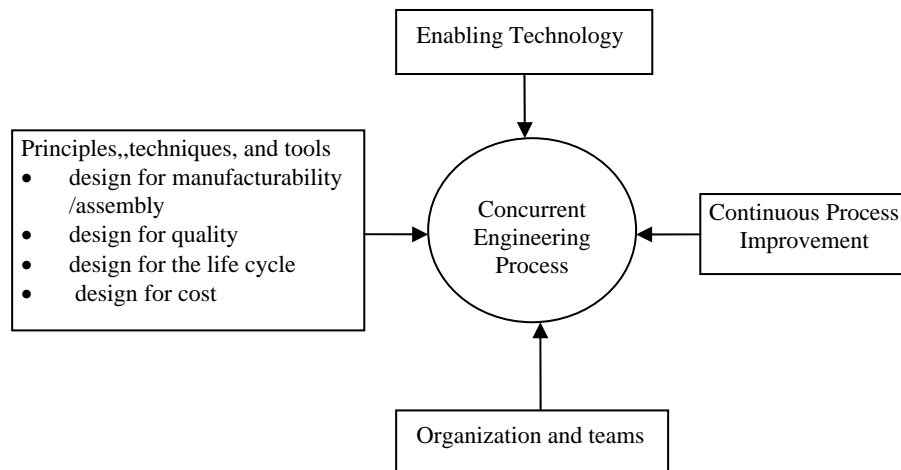 Enabling Technology
Principles,,techniques, and tools
• design for manufacturability
/assembly
• design for quality
• design for the life cycle
• design for cost
Concurrent
Engineering
Process
Continuous Process
Improvement
Organization and teams